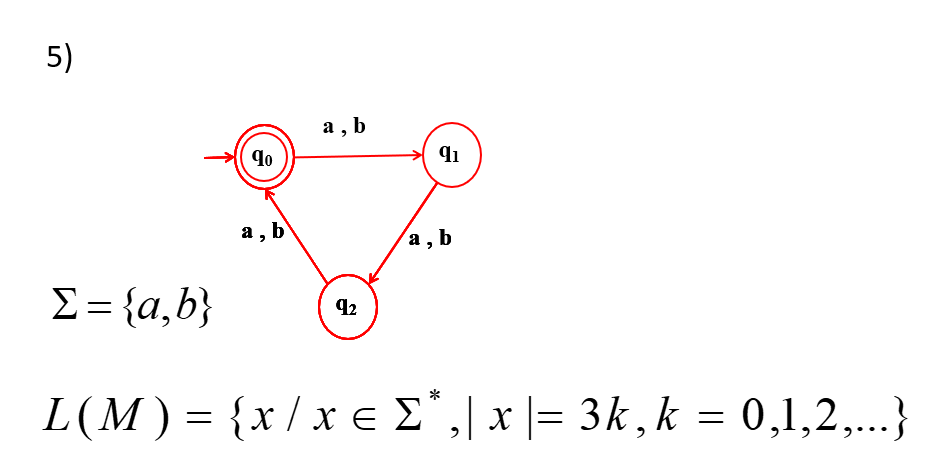 5)
a , b
q₀
q₁
a , b
a , b
q₂
Σ = {a,b}
L(M) = {x / x ∈ Σ*,| x |= 3k, k = 0,1,2,...}